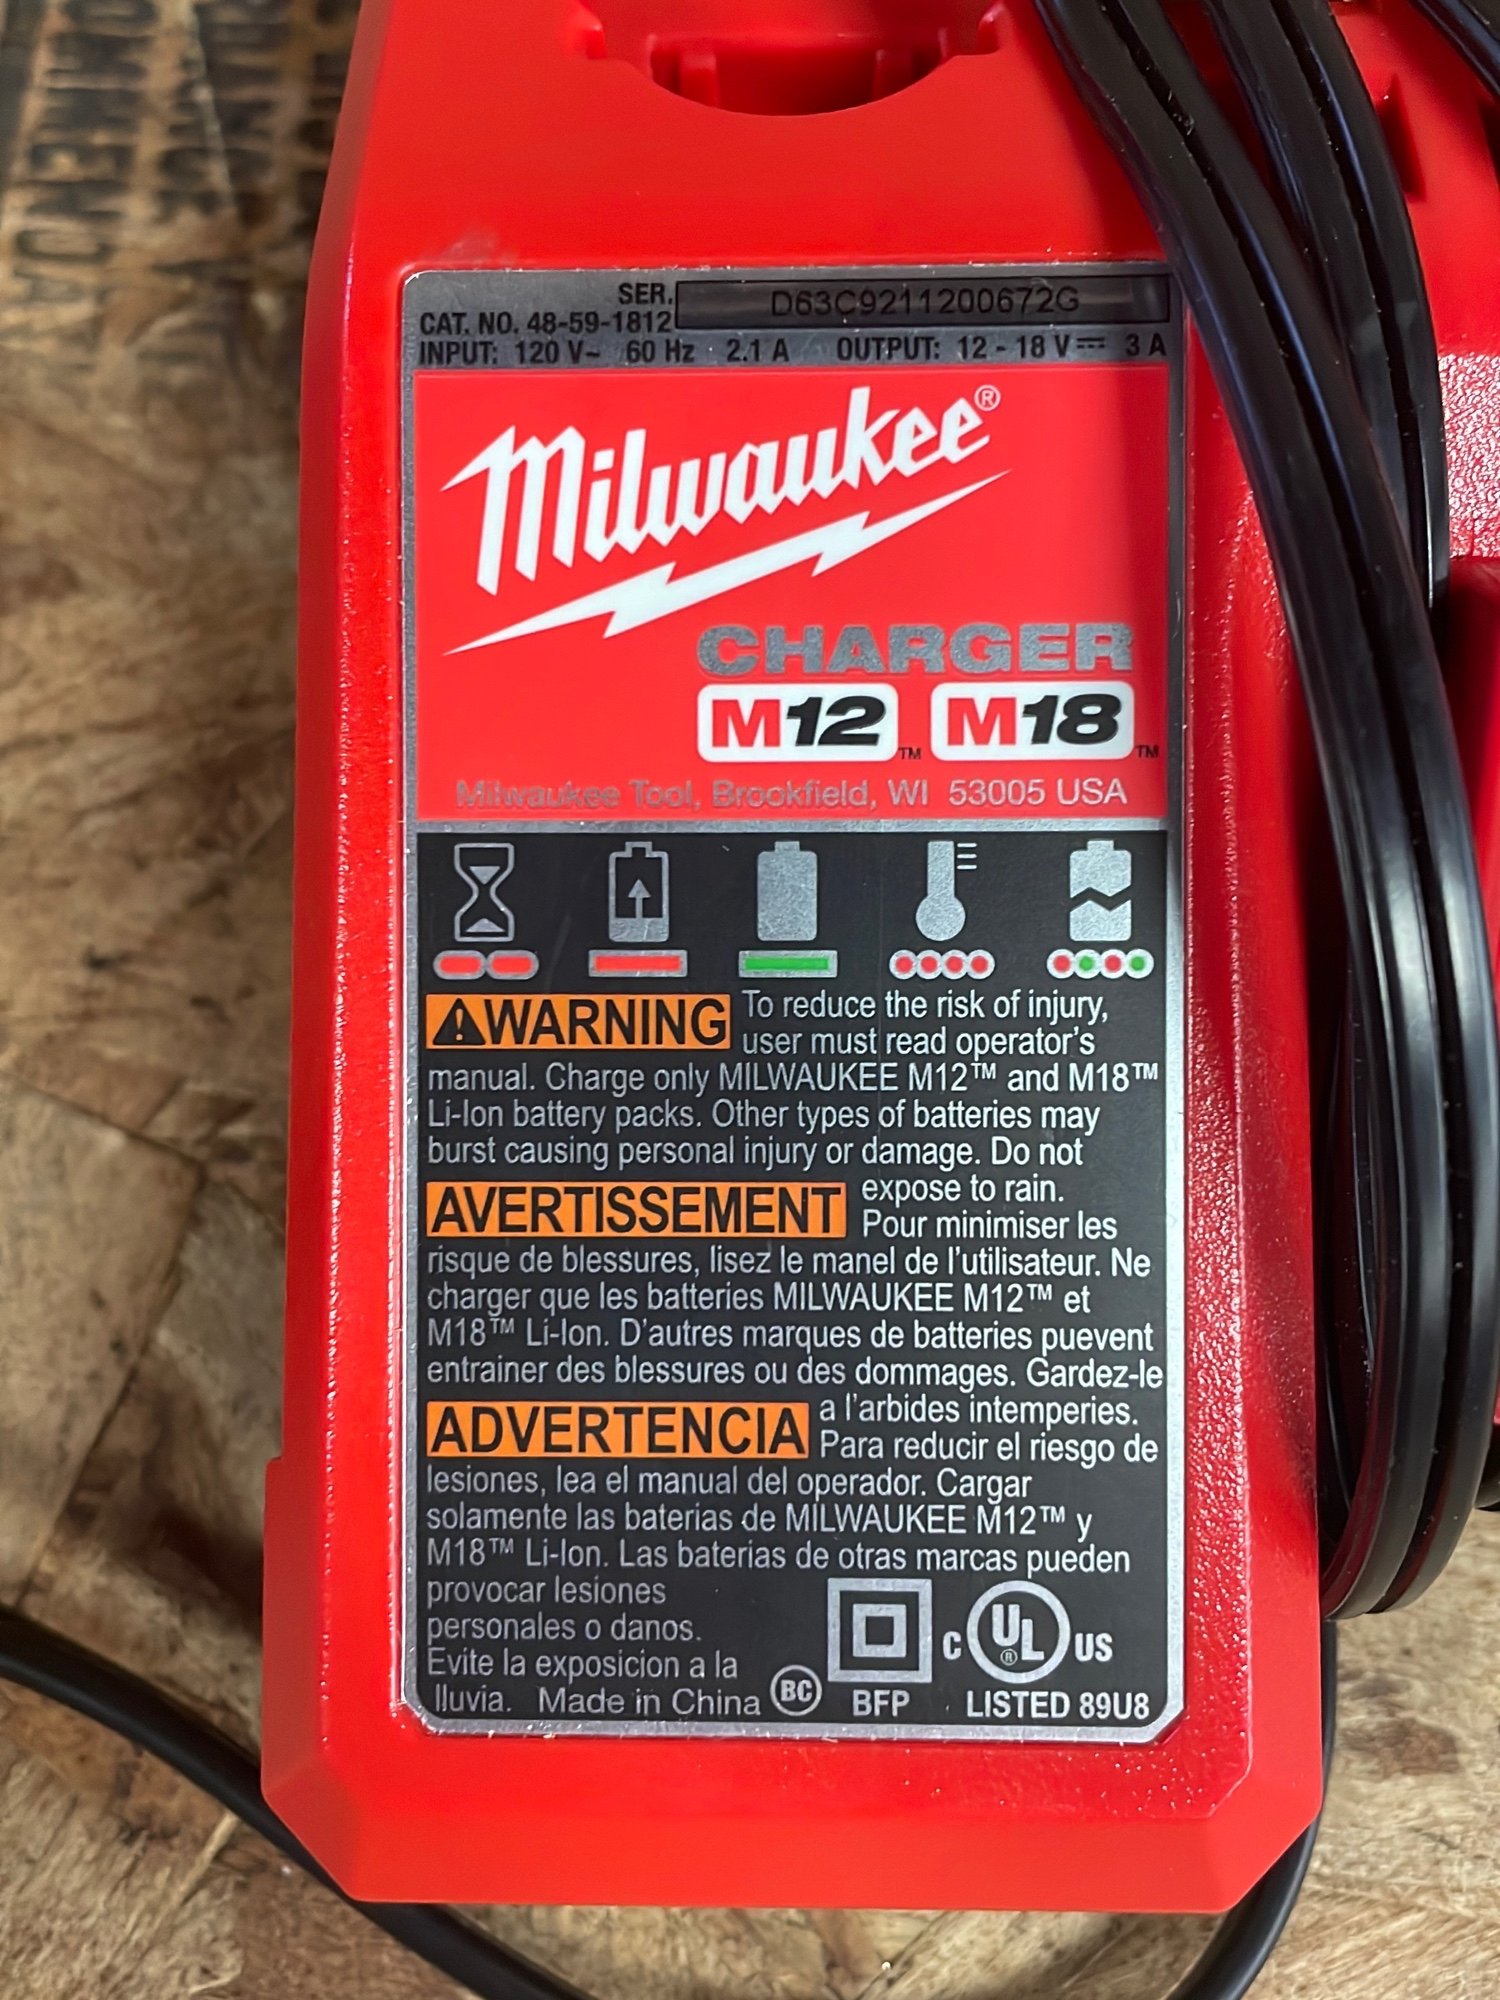 SER. D63C9211200672G
CAT. NO. 48-59-1812
INPUT: 120 V~ 60 Hz 2.1 A OUTPUT: 12 - 18 V⎓ 3 A
Milwaukee®
CHARGER
M12™ M18™
Milwaukee Tool, Brookfield, WI 53005 USA
⚠WARNING To reduce the risk of injury,
user must read operator's
manual. Charge only MILWAUKEE M12™ and M18™
Li-Ion battery packs. Other types of batteries may
burst causing personal injury or damage. Do not
expose to rain.
AVERTISSEMENT Pour minimiser les
risque de blessures, lisez le manel de l'utilisateur. Ne
charger que les batteries MILWAUKEE M12™ et
M18™ Li-Ion. D'autres marques de batteries puevent
entrainer des blessures ou des dommages. Gardez-le
a l'arbides intemperies.
ADVERTENCIA Para reducir el riesgo de
lesiones, lea el manual del operador. Cargar
solamente las baterias de MILWAUKEE M12™ y
M18™ Li-Ion. Las baterias de otras marcas pueden
provocar lesiones
personales o danos.
Evite la exposicion a la
lluvia. Made in China
BC
BFP
C UL® US
LISTED 89U8